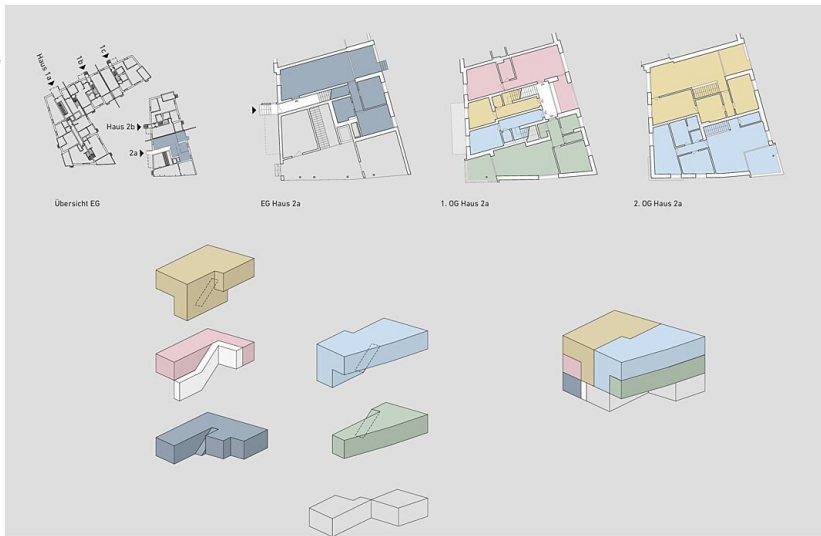 Haus 1a
1b
1c
Haus 2b
2a
Übersicht EG
EG Haus 2a
1. OG Haus 2a
2. OG Haus 2a